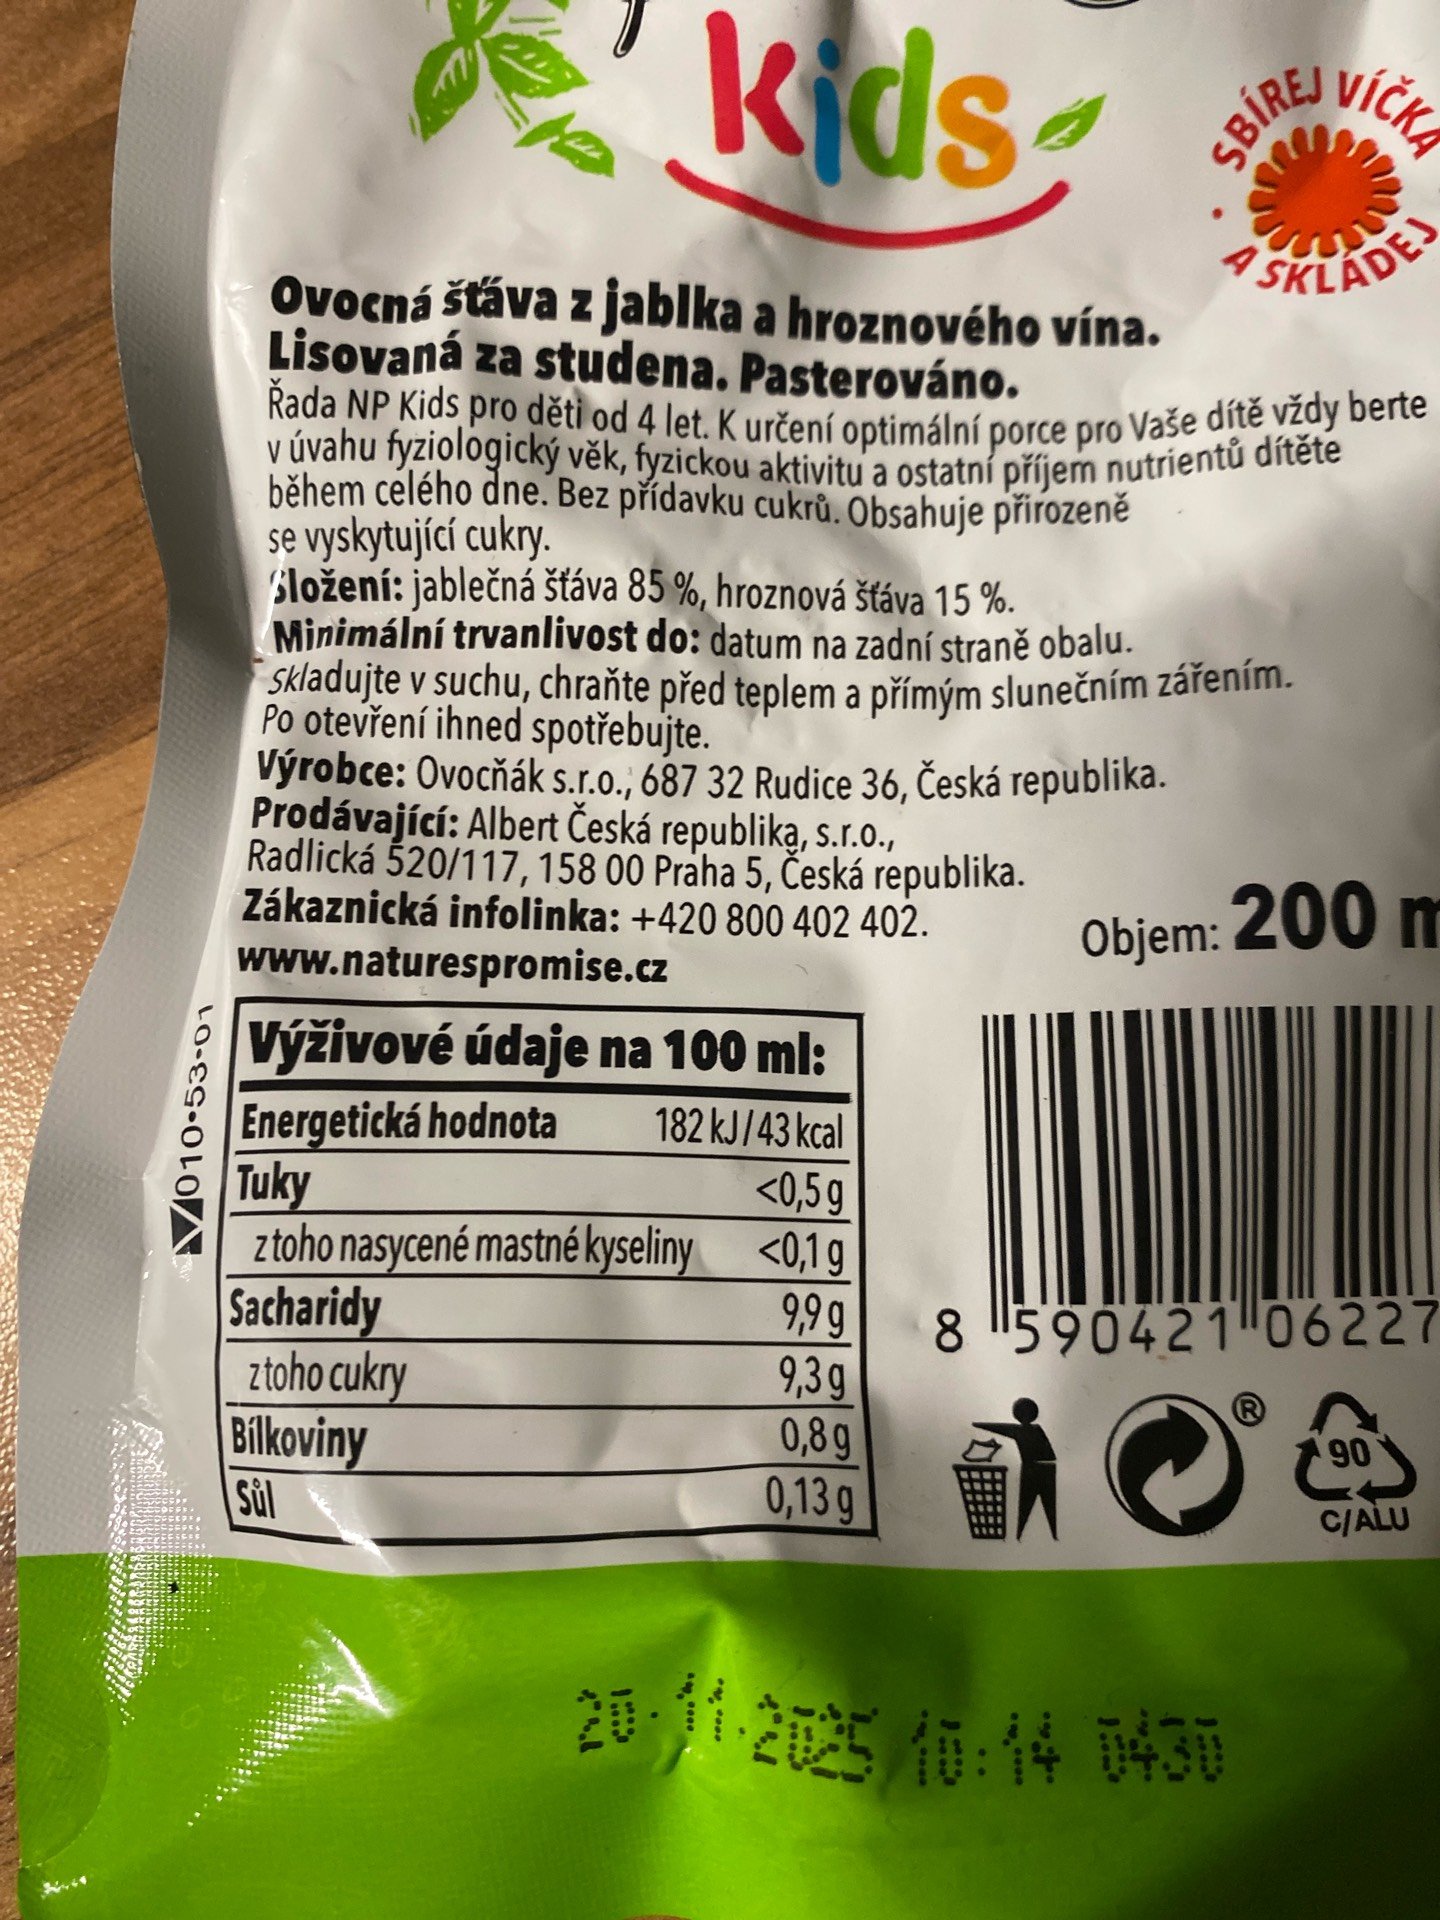 Kids
SBÍREJ VÍČKA
A SKLÁDEJ
Ovocná šťáva z jablka a hroznového vína.
Lisovaná za studena. Pasterováno.
Řada NP Kids pro děti od 4 let. K určení optimální porce pro Vaše dítě vždy berte
v úvahu fyziologický věk, fyzickou aktivitu a ostatní příjem nutrientů dítěte
během celého dne. Bez přídavku cukrů. Obsahuje přirozeně
se vyskytující cukry.
Složení: jablečná šťáva 85 %, hroznová šťáva 15 %.
Minimální trvanlivost do: datum na zadní straně obalu.
Skladujte v suchu, chraňte před teplem a přímým slunečním zářením.
Po otevření ihned spotřebujte.
Výrobce: Ovocňák s.r.o., 687 32 Rudice 36, Česká republika.
Prodávající: Albert Česká republika, s.r.o.,
Radlická 520/117, 158 00 Praha 5, Česká republika.
Zákaznická infolinka: +420 800 402 402.
www.naturespromise.cz
Objem: 200 m
010•53•01
Výživové údaje na 100 ml:
Energetická hodnota 182 kJ/43 kcal
Tuky <0,5 g
z toho nasycené mastné kyseliny <0,1 g
Sacharidy 9,9 g
z toho cukry 9,3 g
Bílkoviny 0,8 g
Sůl 0,13 g
8 590421 06227
®
90
C/ALU
20.11.2025 10:14 0430